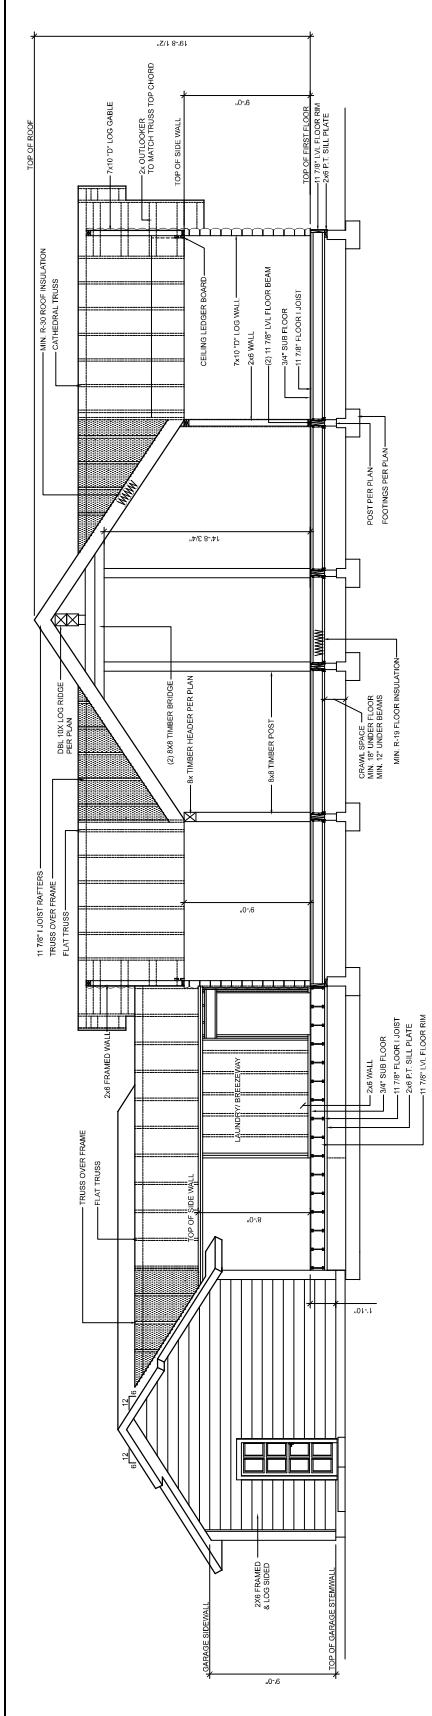 TOP OF ROOF
19'-8 1/2"
9'-0"
7x10 "D" LOG GABLE
2x OUTLOOKER
TO MATCH TRUSS TOP CHORD
TOP OF SIDE WALL
TOP OF FIRST FLOOR
11 7/8" LVL FLOOR RIM
2x6 P.T. SILL PLATE
MIN. R-30 ROOF INSULATION
CATHEDRAL TRUSS
CEILING LEDGER BOARD
7x10 "D" LOG WALL
2x6 WALL
(2) 11 7/8" LVL FLOOR BEAM
3/4" SUB FLOOR
11 7/8" FLOOR I JOIST
POST PER PLAN
FOOTINGS PER PLAN
14'-8 3/4"
DBL 10X LOG RIDGE
PER PLAN
(2) 8X8 TIMBER BRIDGE
8x TIMBER HEADER PER PLAN
8x8 TIMBER POST
CRAWL SPACE
MIN. 18" UNDER FLOOR
MIN. 12" UNDER BEAMS
MIN. R-19 FLOOR INSULATION
11 7/8" I JOIST RAFTERS
TRUSS OVER FRAME
FLAT TRUSS
9'-0"
2x6 FRAMED WALL
LAUNDRY/ BREEZEWAY
2x6 WALL
3/4" SUB FLOOR
11 7/8" FLOOR I JOIST
2x6 P.T. SILL PLATE
11 7/8" LVL FLOOR RIM
TRUSS OVER FRAME
FLAT TRUSS
TOP OF SIDE WALL
8'-0"
1'-10"
12
6
12
6
2X6 FRAMED
& LOG SIDED
GARAGE SIDEWALL
TOP OF GARAGE STEMWALL
9'-0"